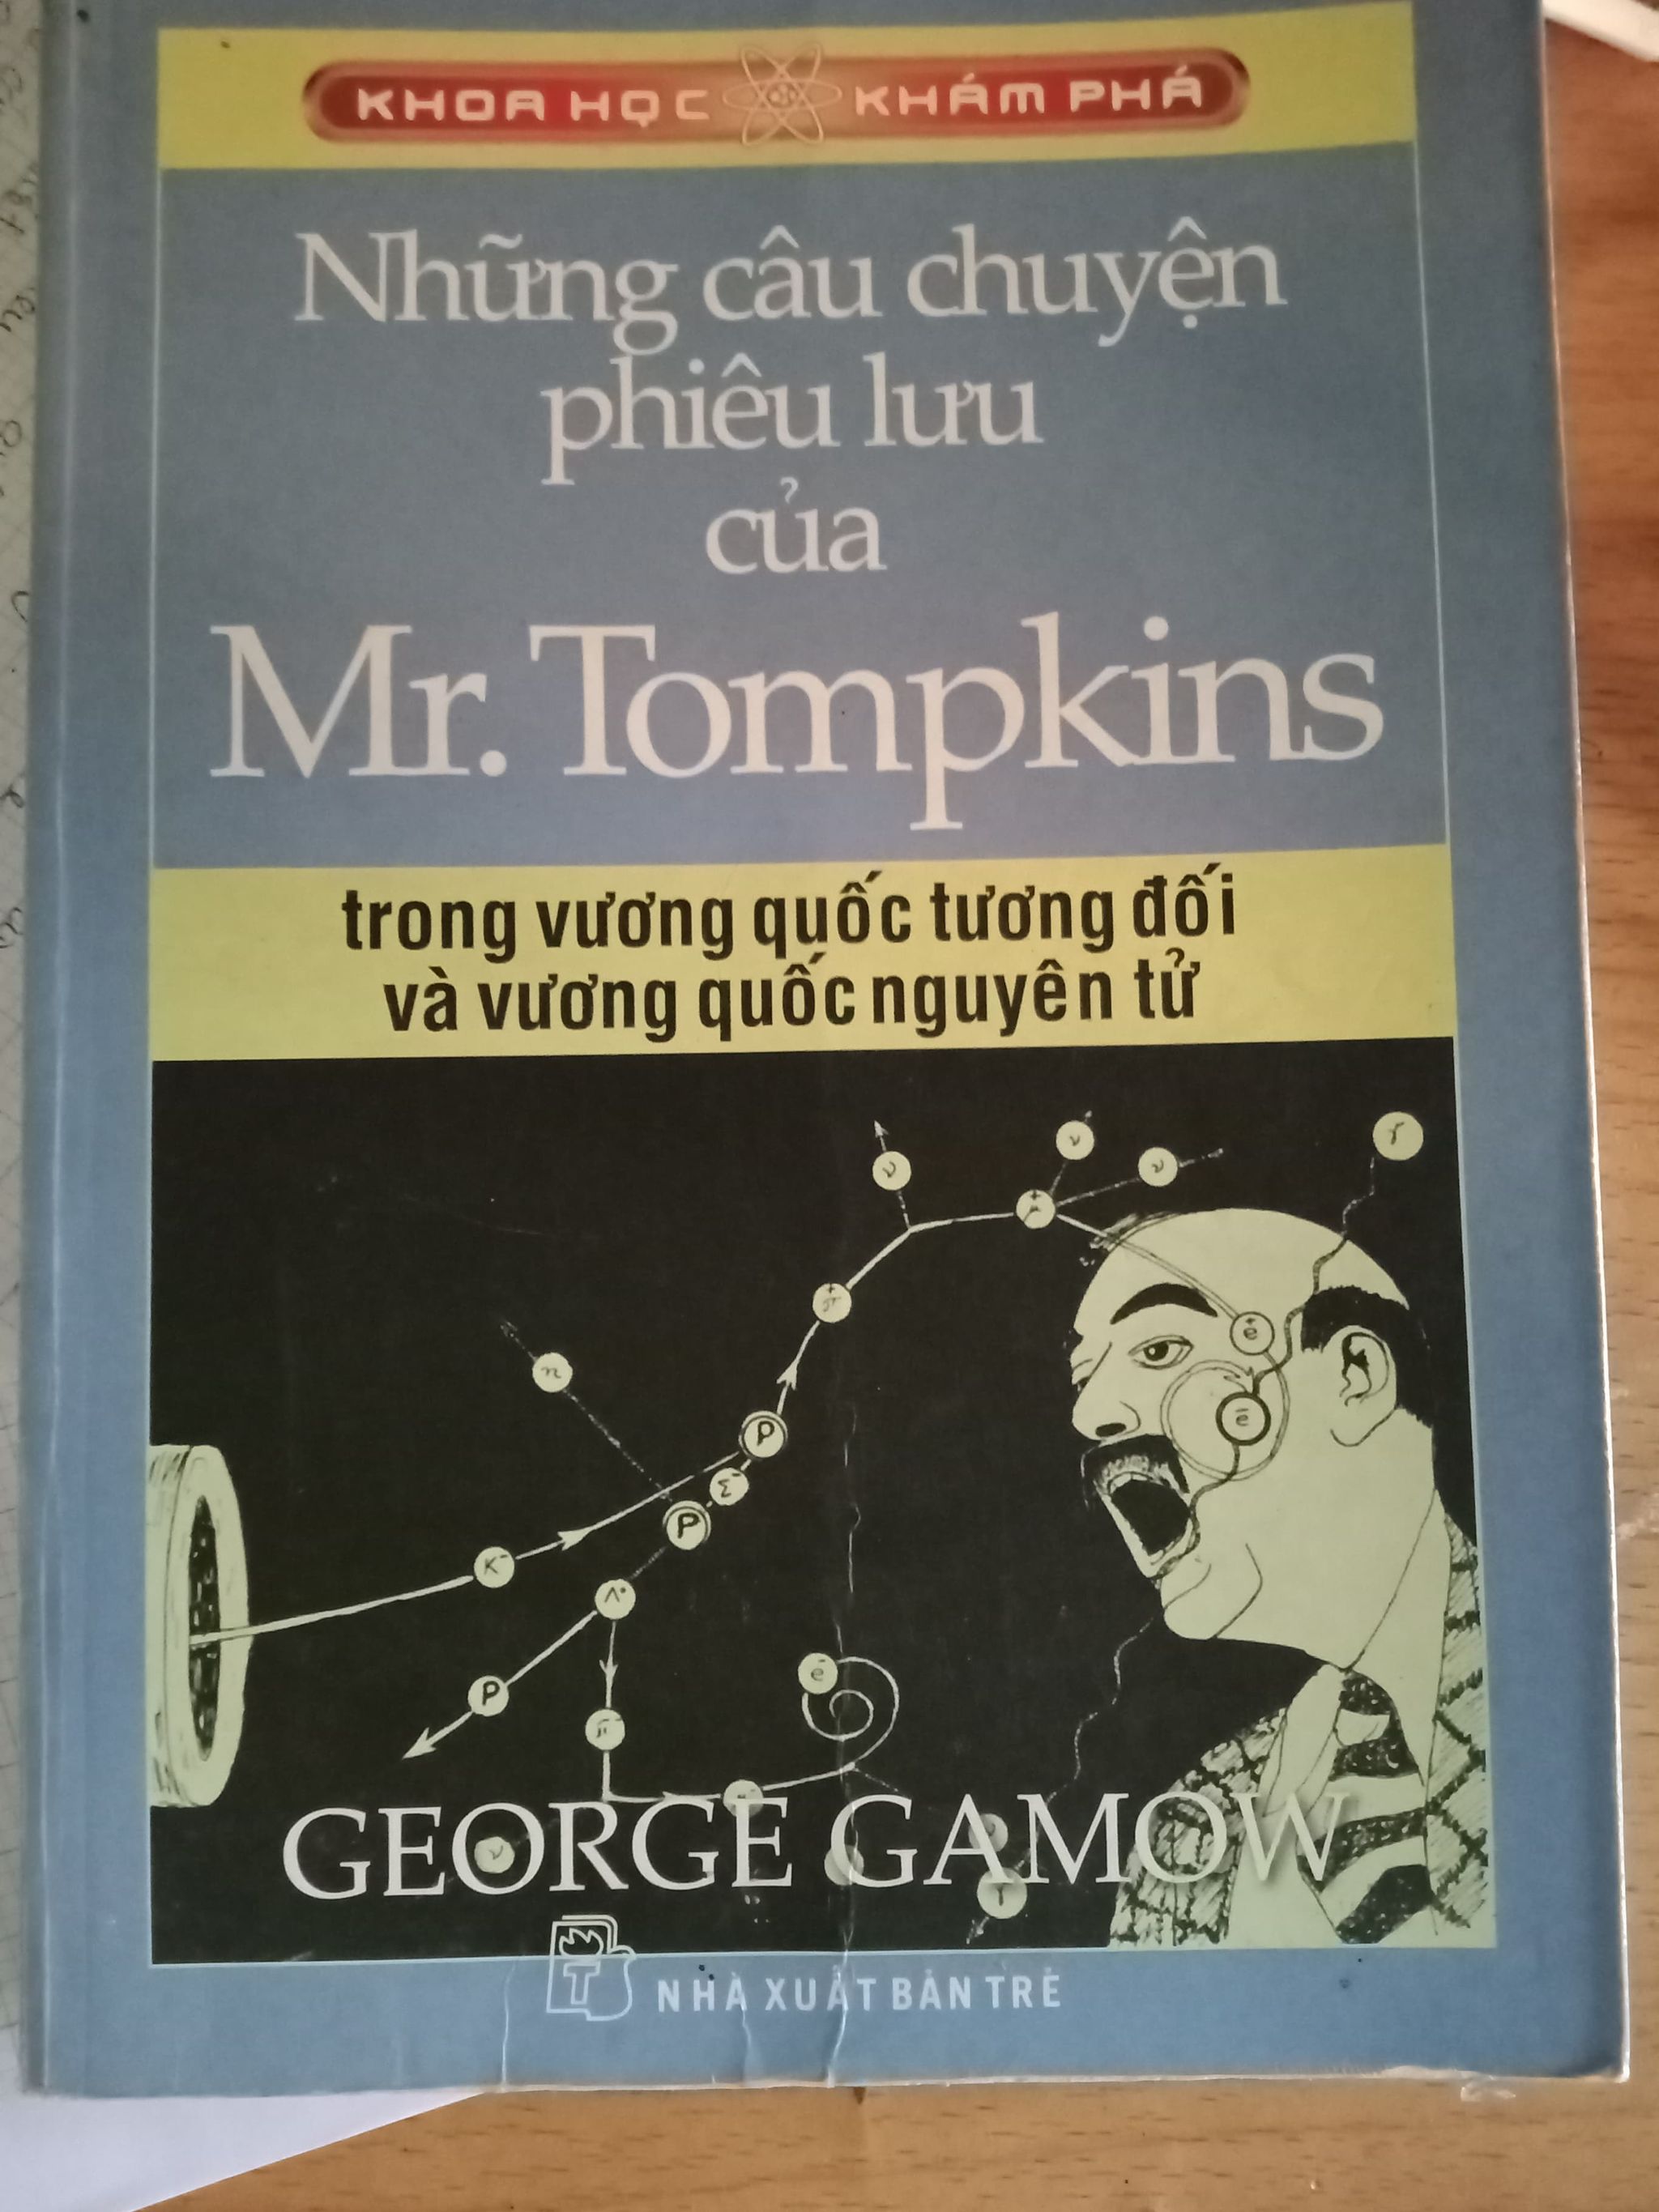 KHOA HỌC KHÁM PHÁ
Những câu chuyện
phiêu lưu
của
Mr. Tompkins
trong vương quốc tương đối
và vương quốc nguyên tử
ν
ν
ν
γ
n
P
Σ⁻
P
K⁻
Λ°
P
e⁻
GEORGE GAMOW
T
NHÀ XUẤT BẢN TRẺ